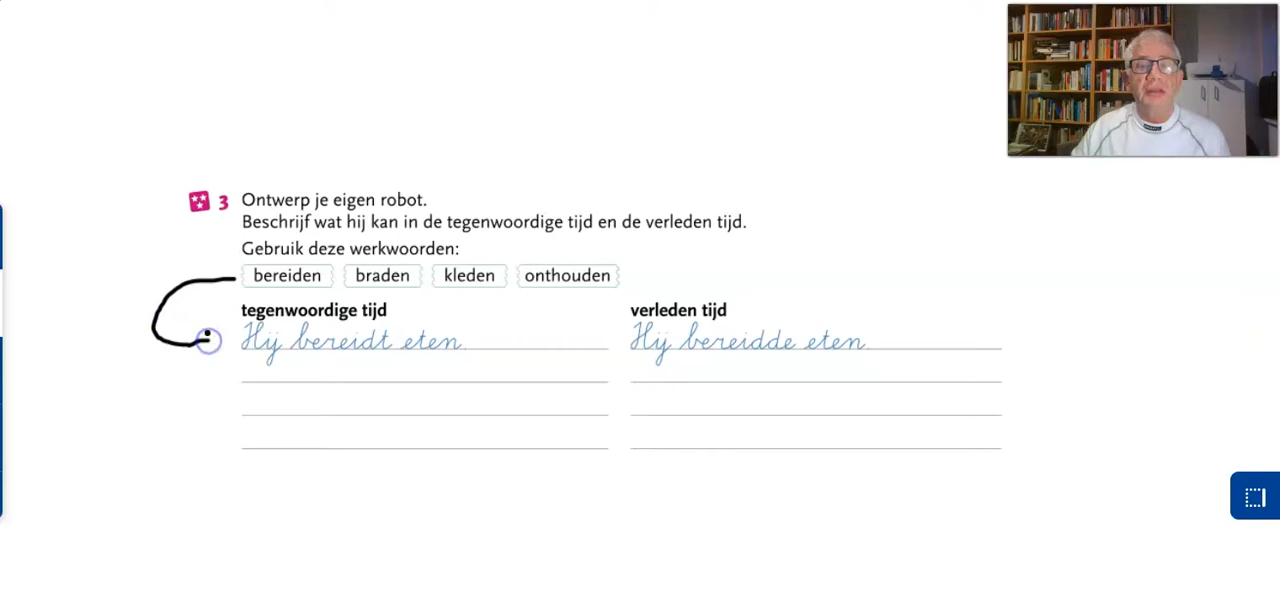 3 Ontwerp je eigen robot.
Beschrijf wat hij kan in de tegenwoordige tijd en de verleden tijd.
Gebruik deze werkwoorden:
bereiden braden kleden onthouden
tegenwoordige tijd verleden tijd
Hij bereidt eten. Hij bereidde eten.